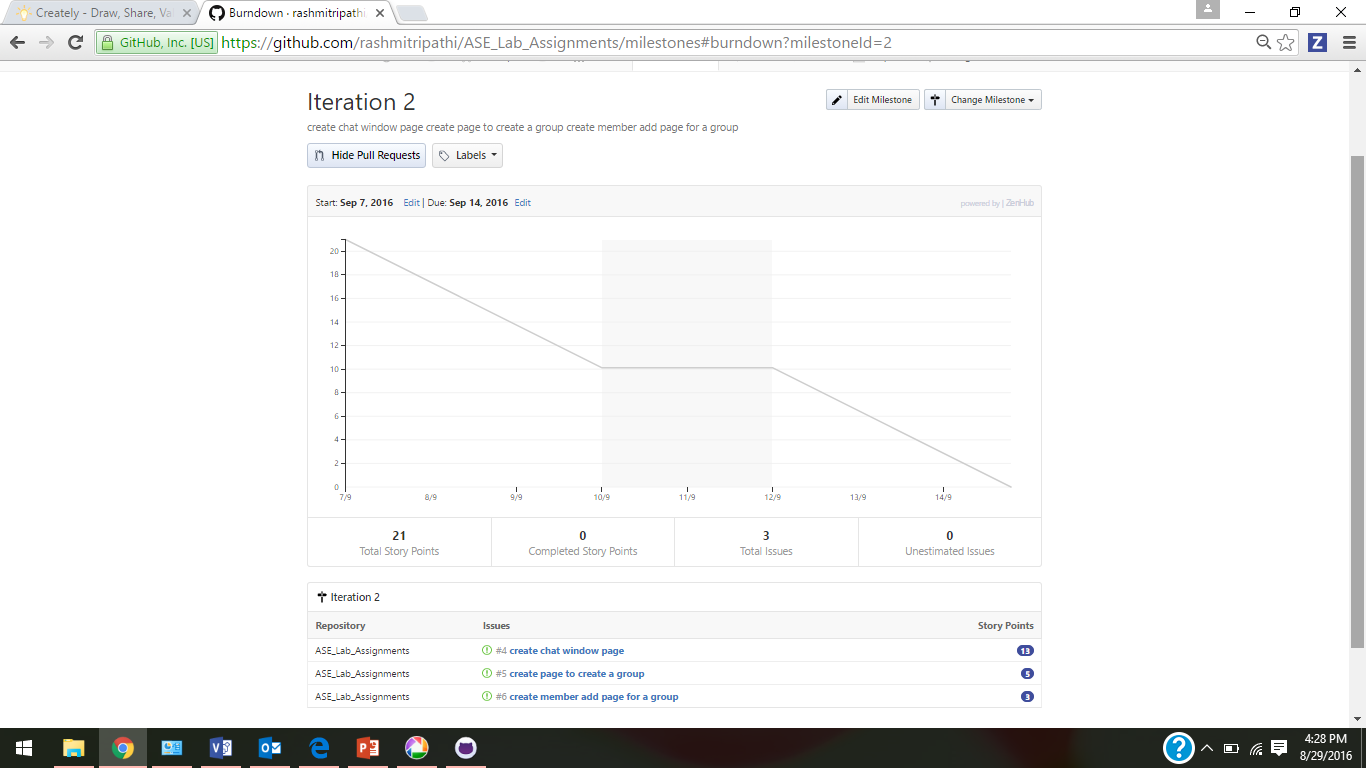 Creately - Draw, Share, Va
Burndown · rashmitripathi
GitHub, Inc. [US] https://github.com/rashmitripathi/ASE_Lab_Assignments/milestones#burndown?milestoneId=2
Z
Iteration 2
Edit Milestone
Change Milestone
create chat window page create page to create a group create member add page for a group
Hide Pull Requests
Labels
Start: Sep 7, 2016 Edit | Due: Sep 14, 2016 Edit
powered by | ZenHub
20
18
16
14
12
10
8
6
4
2
0
7/9 8/9 9/9 10/9 11/9 12/9 13/9 14/9
21 0 3 0
Total Story Points Completed Story Points Total Issues Unestimated Issues
Iteration 2
Repository Issues Story Points
ASE_Lab_Assignments #4 create chat window page 13
ASE_Lab_Assignments #5 create page to create a group 5
ASE_Lab_Assignments #6 create member add page for a group 3
4:28 PM
8/29/2016